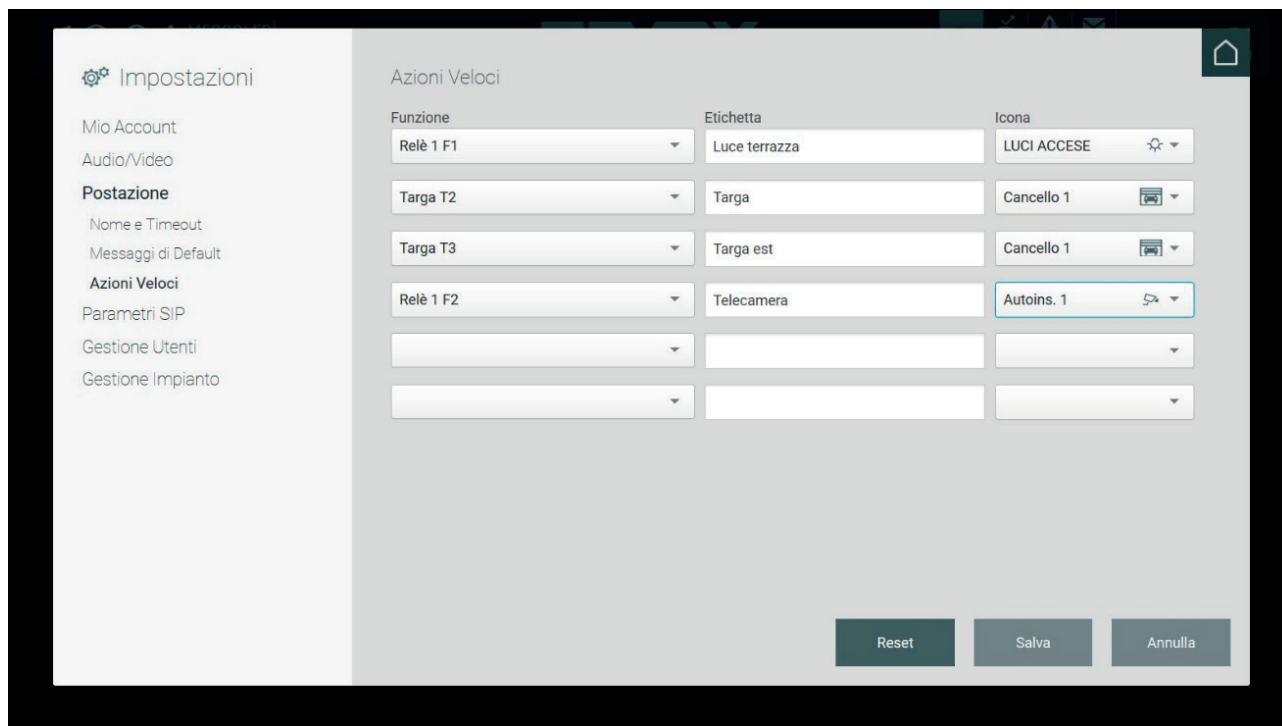 Impostazioni
Mio Account
Audio/Video
Postazione
Nome e Timeout
Messaggi di Default
Azioni Veloci
Parametri SIP
Gestione Utenti
Gestione Impianto
Azioni Veloci
Funzione Etichetta Icona
Relè 1 F1 Luce terrazza LUCI ACCESE
Targa T2 Targa Cancello 1
Targa T3 Targa est Cancello 1
Relè 1 F2 Telecamera Autoins. 1
Reset Salva Annulla